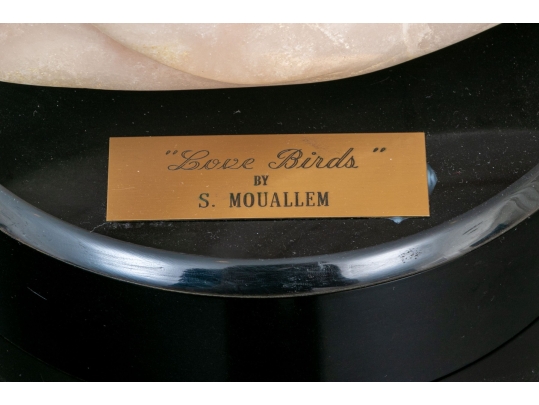 "Love Birds"
BY
S. MOUALLEM